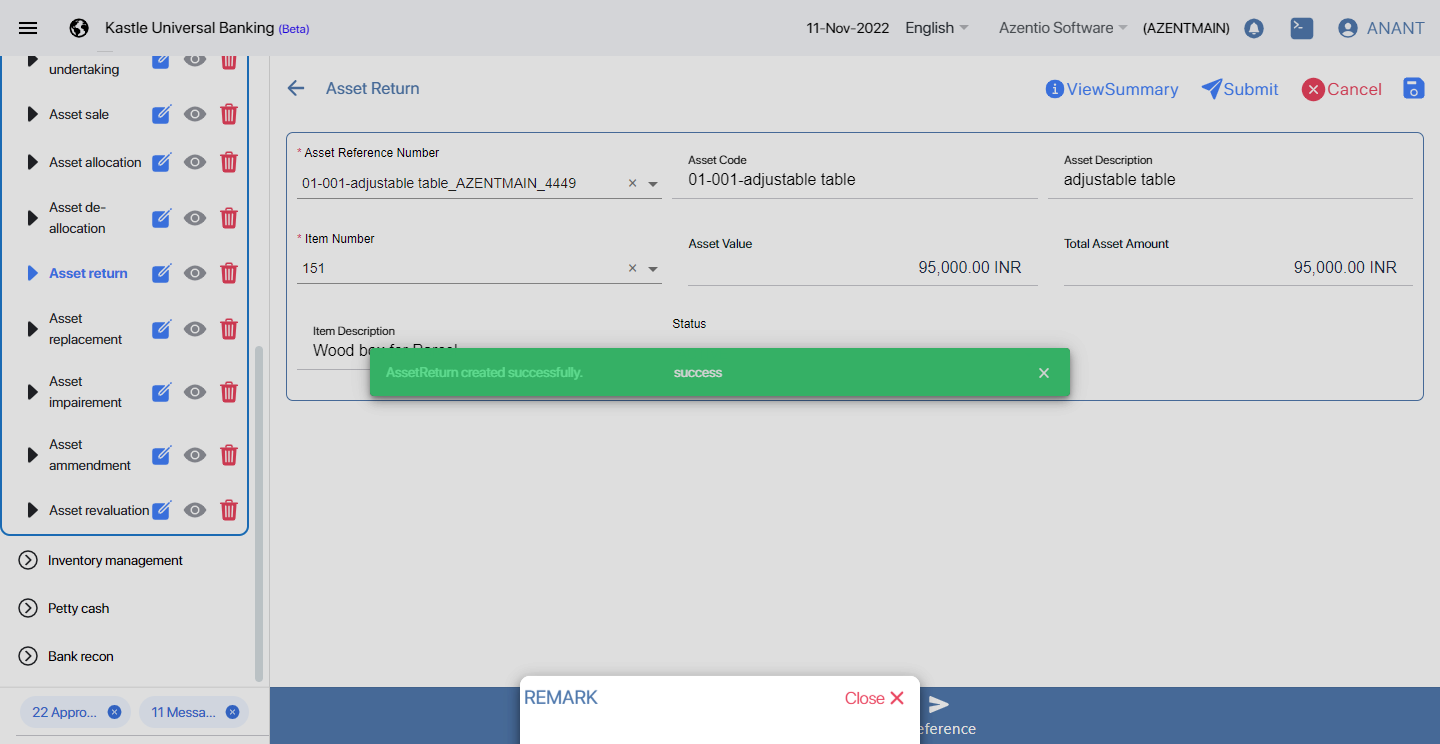 Kastle Universal Banking (Beta)
11-Nov-2022
English
Azentio Software
(AZENTMAIN)
ANANT
undertaking
Asset sale
Asset allocation
Asset de-
allocation
Asset return
Asset
replacement
Asset
impairement
Asset
ammendment
Asset revaluation
Inventory management
Petty cash
Bank recon
22 Appro...
11 Messa...
Asset Return
ViewSummary
Submit
Cancel
* Asset Reference Number
01-001-adjustable table_AZENTMAIN_4449
Asset Code
01-001-adjustable table
Asset Description
adjustable table
* Item Number
151
Asset Value
95,000.00 INR
Total Asset Amount
95,000.00 INR
Item Description
Wood box for Parcel
Status
AssetReturn created successfully.
success
REMARK
Close
eference